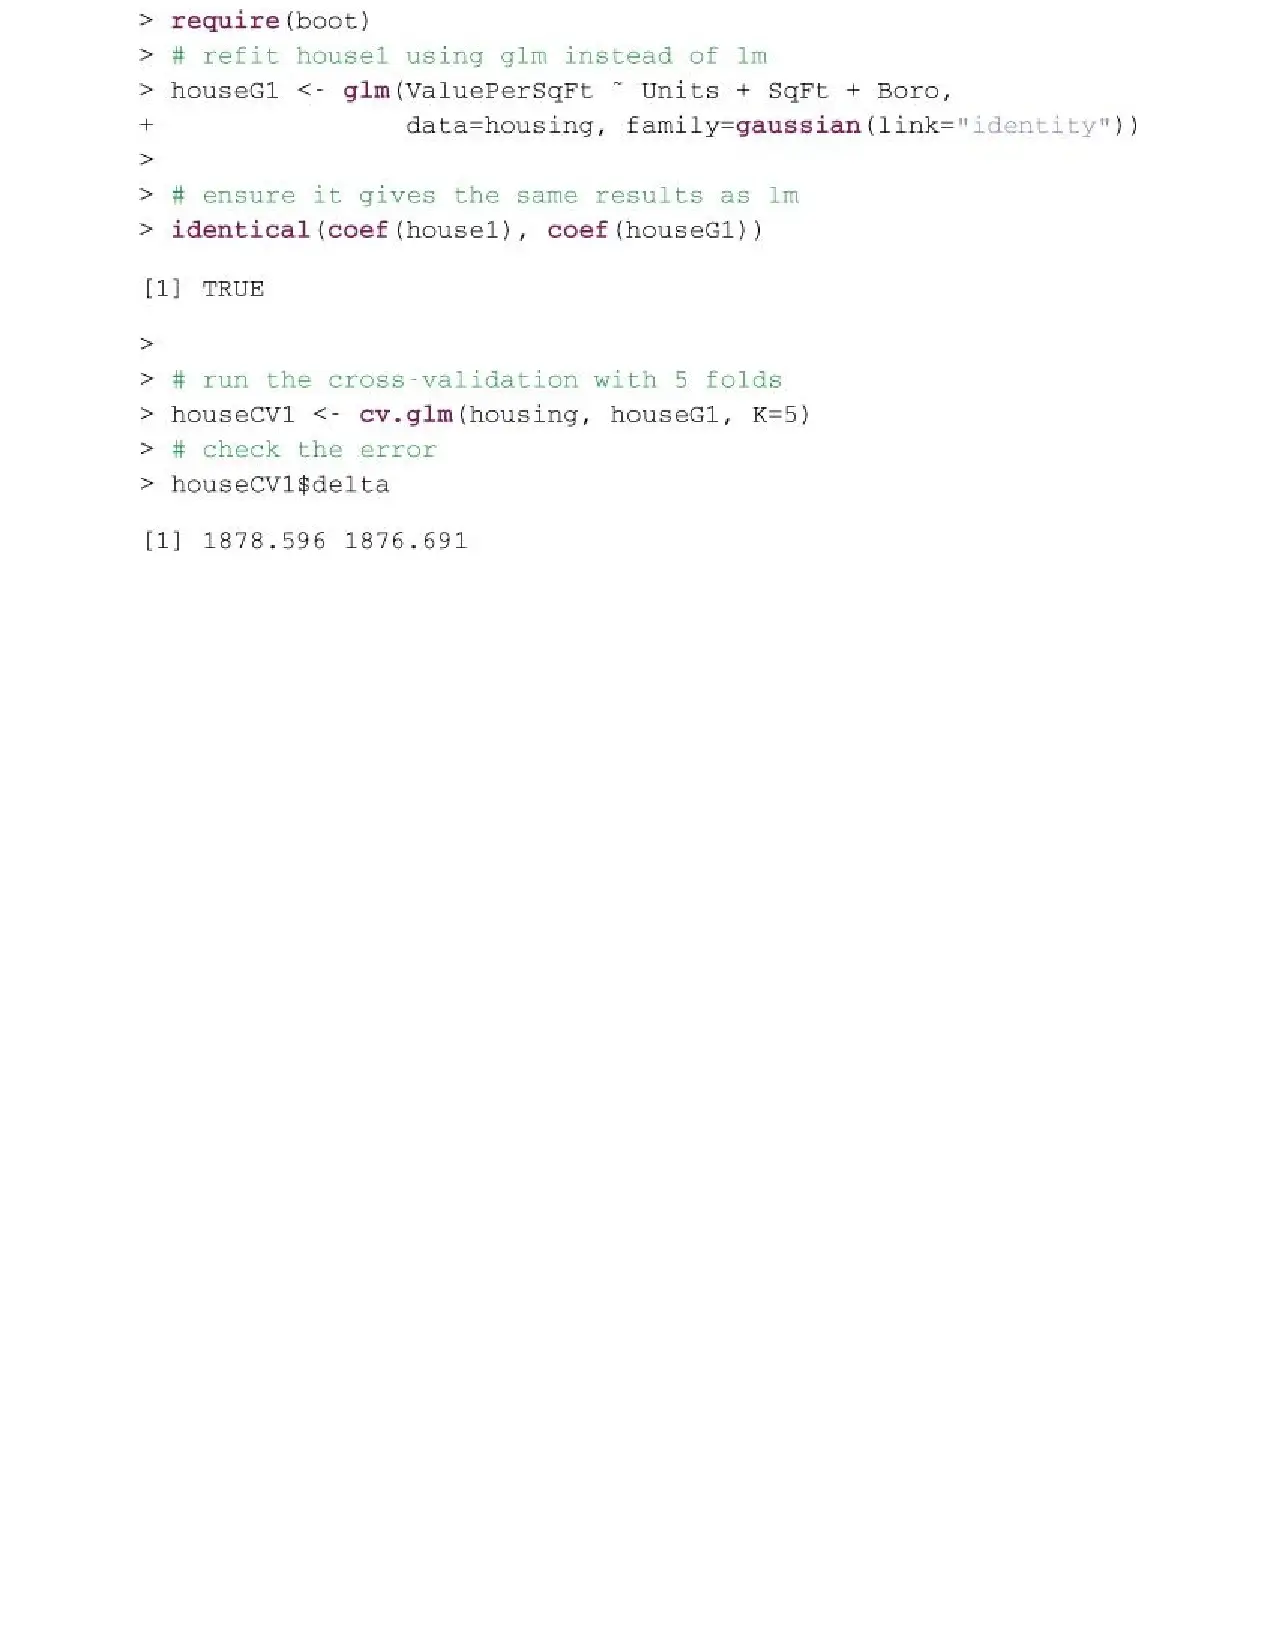 > require(boot)
> # refit house1 using glm instead of lm
> houseG1 <- glm(ValuePerSqFt ~ Units + SqFt + Boro,
+                 data=housing, family=gaussian(link="identity"))
>
> # ensure it gives the same results as lm
> identical(coef(house1), coef(houseG1))
[1] TRUE
>
> # run the cross-validation with 5 folds
> houseCV1 <- cv.glm(housing, houseG1, K=5)
> # check the error
> houseCV1$delta
[1] 1878.596 1876.691